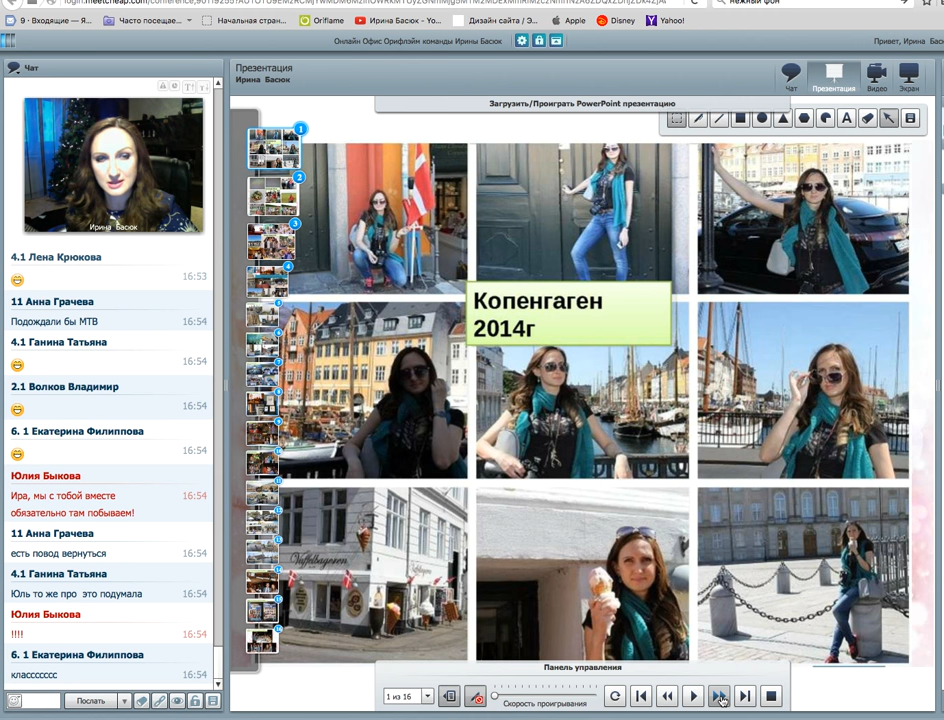 9 · Входящие — Я...
Часто посещае...
Начальная стран...
Oriflame
Ирина Басюк - Yo...
Дизайн сайта / Э...
Apple
Disney
Yahoo!
Онлайн Офис Орифлэйм команды Ирины Басюк
Привет, Ирина Бас
Чат
Презентация
Ирина Басюк
Чат
Презентация
Видео
Экран
Загрузить/Проиграть PowerPoint презентацию
Ирина Басюк
4.1 Лена Крюкова
16:53
11 Анна Грачева
Подождали бы МТВ
16:54
4.1 Ганина Татьяна
16:54
2.1 Волков Владимир
16:54
6. 1 Екатерина Филиппова
16:54
Юлия Быкова
Ира, мы с тобой вместе
16:54
обязательно там побываем!
11 Анна Грачева
есть повод вернуться
16:54
4.1 Ганина Татьяна
Юль то же про это подумала
16:54
Юлия Быкова
!!!!
16:54
6. 1 Екатерина Филиппова
классссссс
16:54
Послать
Копенгаген
2014г
Vaffelbageren
Панель управления
1 из 16
Скорость проигрывания